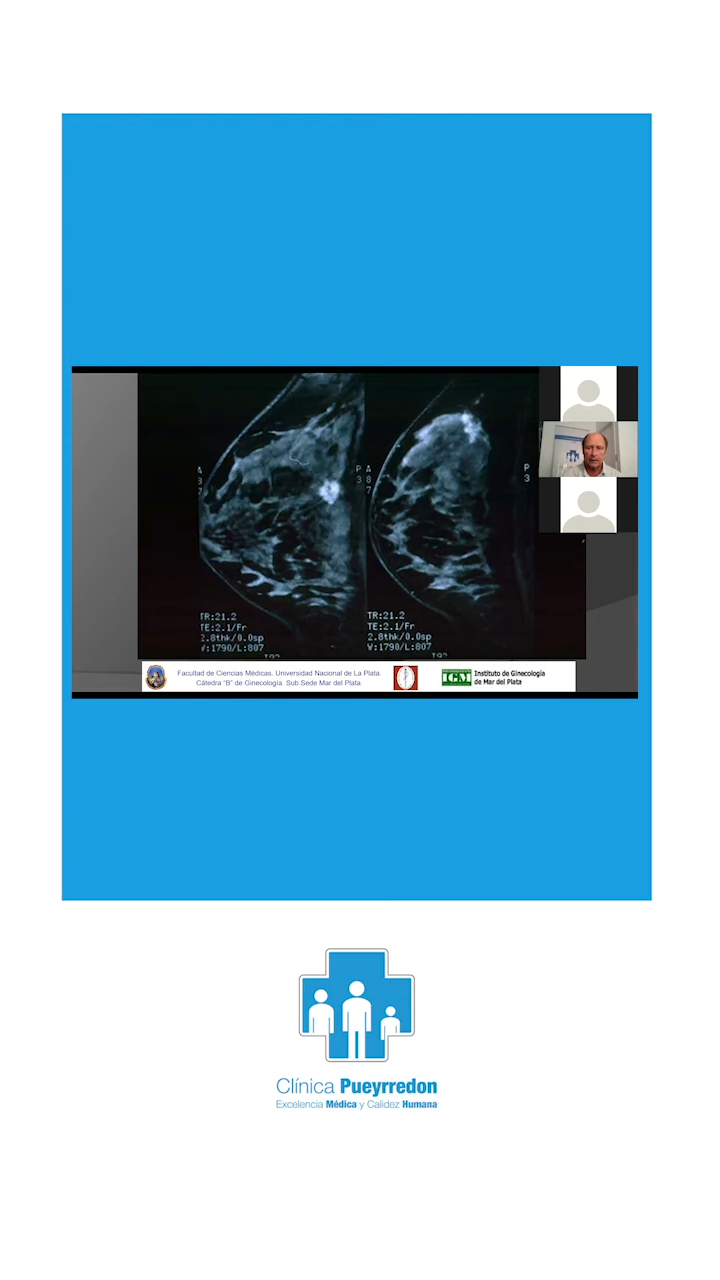 A
8
7
P
3
A
8
7
P
3
TR:21.2
TE:2.1/Fr
2.8thk/0.0sp
W:1790/L:807
TR:21.2
TE:2.1/Fr
2.8thk/0.0sp
W:1790/L:807
Facultad de Ciencias Médicas. Universidad Nacional de La Plata.
Cátedra "B" de Ginecología. Sub Sede Mar del Plata.
IGM
Instituto de Ginecología
de Mar del Plata
Clínica Pueyrredon
Excelencia Médica y Calidez Humana